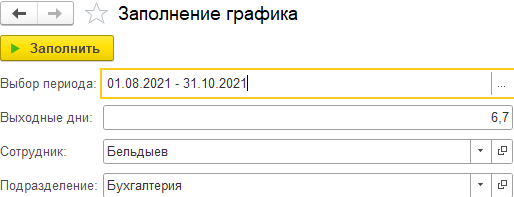 Заполнение графика
Заполнить
Выбор периода: 01.08.2021 - 31.10.2021 ...
Выходные дни: 6,7
Сотрудник: Бельдыев
Подразделение: Бухгалтерия